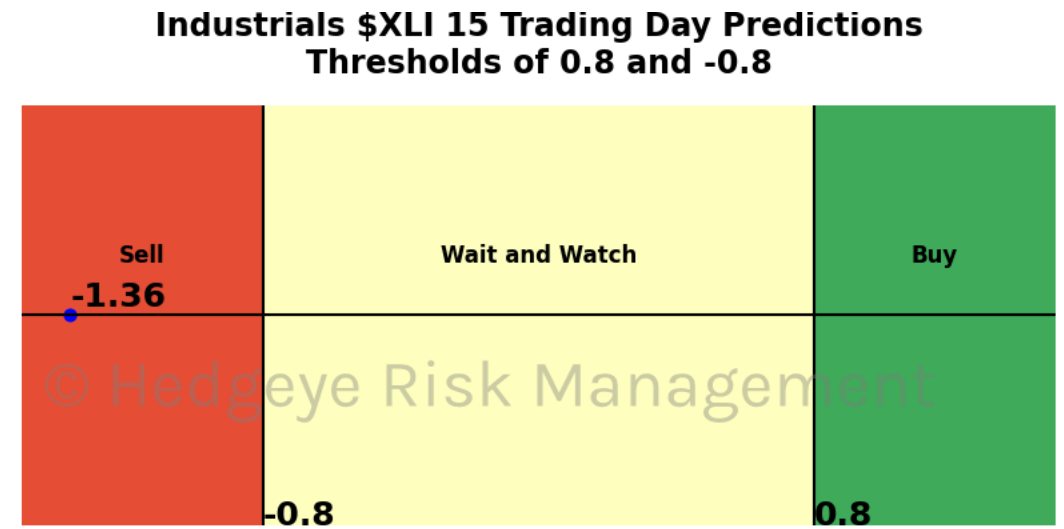 Industrials $XLI 15 Trading Day Predictions
Thresholds of 0.8 and -0.8
Sell
Wait and Watch
Buy
-1.36
© Hedgeye Risk Management
-0.8
0.8